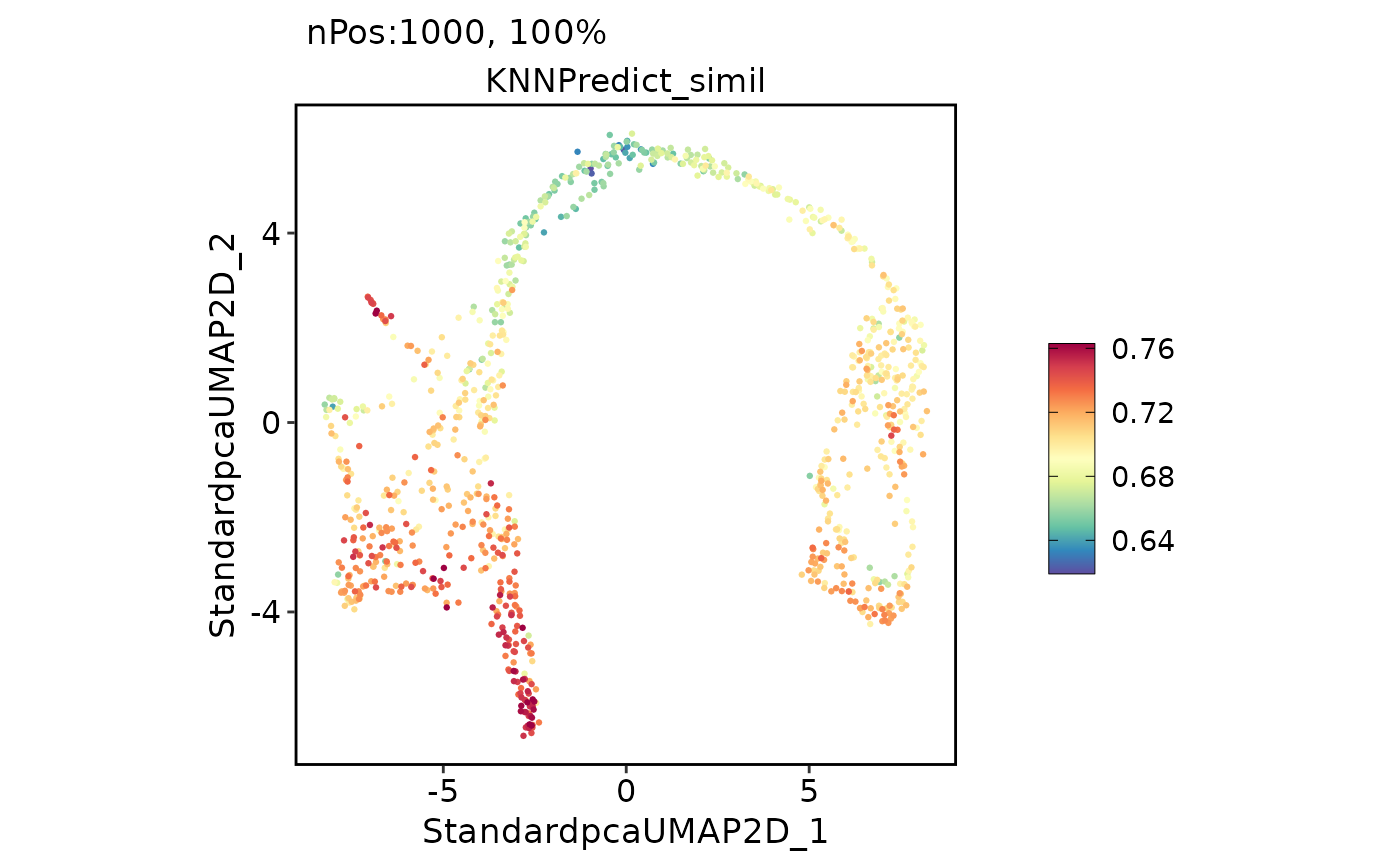 nPos:1000, 100%
KNNPredict_simil
StandardpcaUMAP2D_2
4
0
-4
-5
0
5
StandardpcaUMAP2D_1
0.76
0.72
0.68
0.64